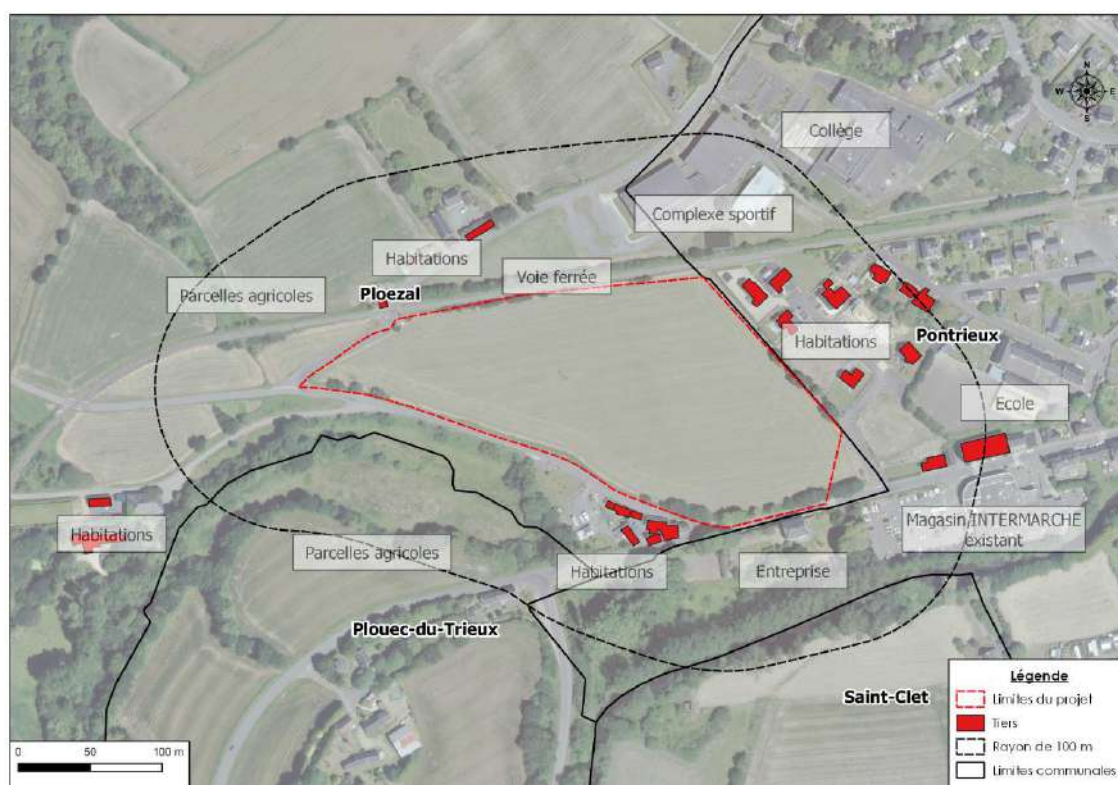 N
W E
S
Collège
Complexe sportif
Habitations
Voie ferrée
Parcelles agricoles
Ploezal
Habitations
Pontrieux
Ecole
Magasin INTERMARCHE
existant
Habitations
Parcelles agricoles
Habitations
Entreprise
Plouec-du-Trieux
Saint-Clet
Légende
Limites du projet
Tiers
Rayon de 100 m
Limites communales
0 50 100 m